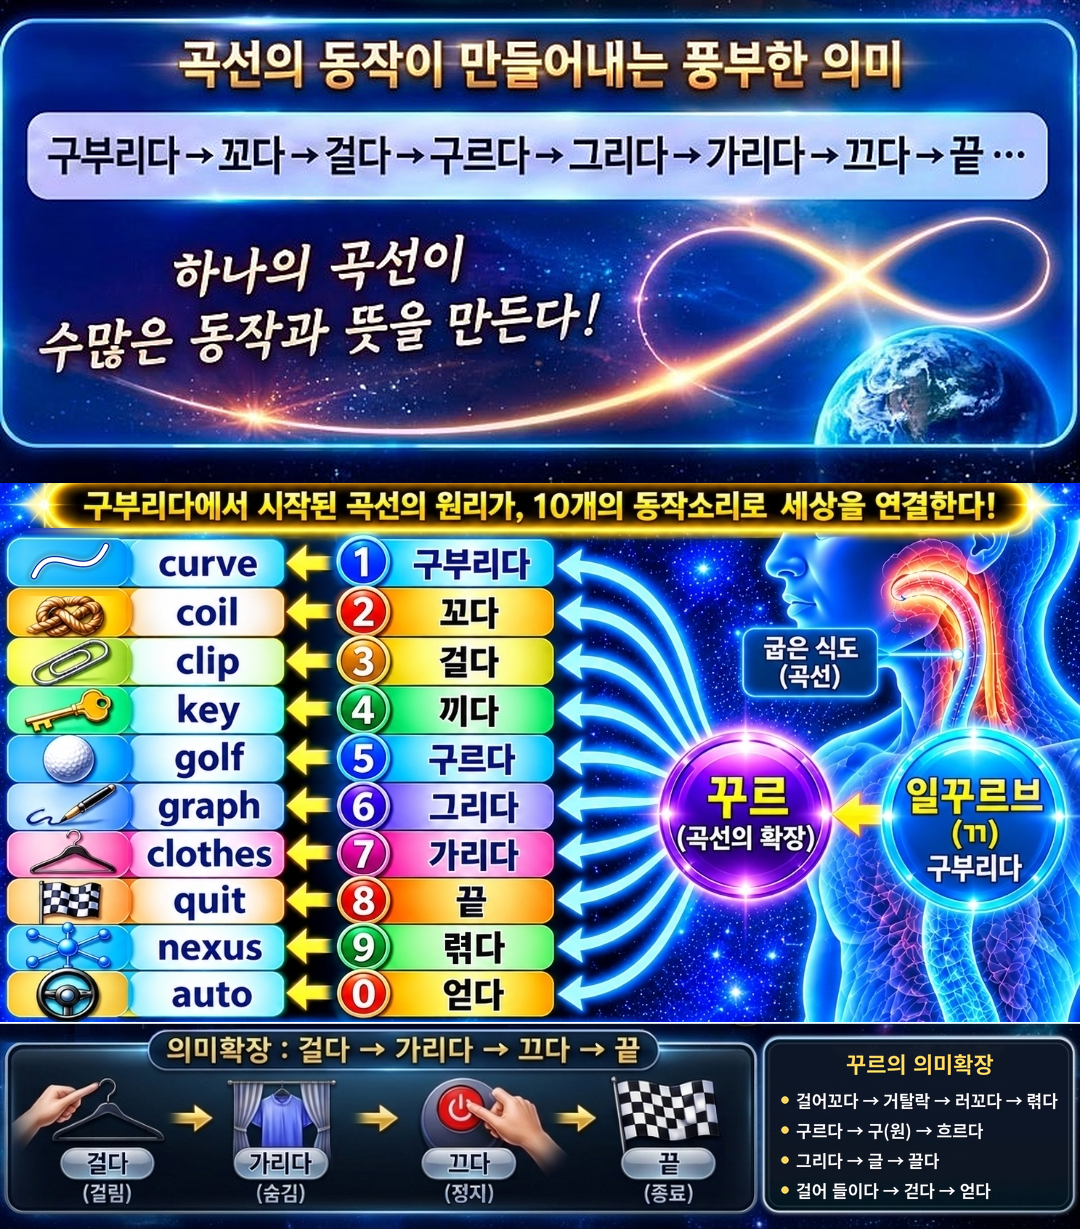 곡선의 동작이 만들어내는 풍부한 의미
구부리다→꼬다→걸다→구르다→그리다→가리다→끄다→끝 ···
하나의 곡선이
수많은 동작과 뜻을 만든다!
구부리다에서 시작된 곡선의 원리가, 10개의 동작소리로 세상을 연결한다!
curve 1 구부리다
coil 2 꼬다
clip 3 걸다
key 4 끼다
golf 5 구르다
graph 6 그리다
clothes 7 가리다
quit 8 끝
nexus 9 렦다
auto 0 얻다
굽은 식도
(곡선)
꾸르
(곡선의 확장)
일꾸르브
(ㄲ)
구부리다
의미확장 : 걸다 → 가리다 → 끄다 → 끝
걸다
(걸림)
가리다
(숨김)
끄다
(정지)
끝
(종료)
꾸르의 의미확장
• 걸어꼬다 → 거탈락 → 러꼬다 → 렦다
• 구르다 → 구(원) → 흐르다
• 그리다 → 글 → 끌다
• 걸어 들이다 → 걷다 → 얻다